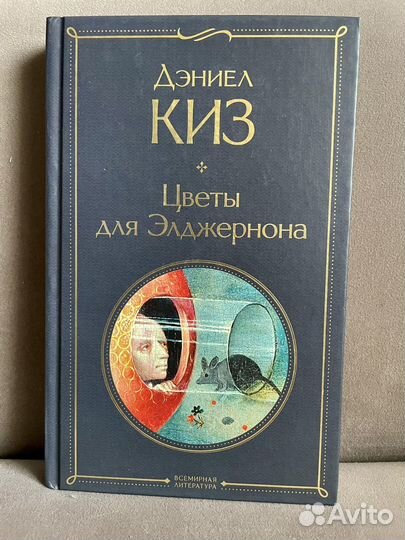 Дэниел
КИЗ
Цветы
для Элджернона
ВСЕМИРНАЯ
ЛИТЕРАТУРА
Avito